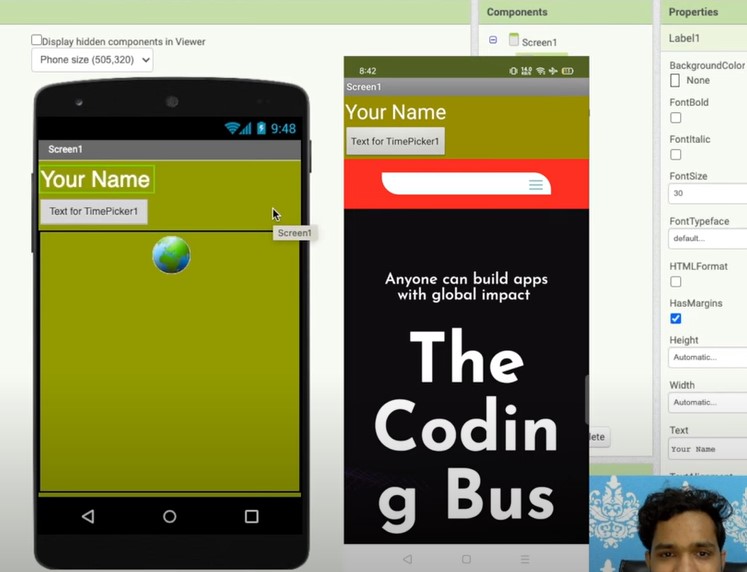 Display hidden components in Viewer
Phone size (505,320)
9:48
Screen1
Your Name
Text for TimePicker1
Screen1
Components
Screen1
8:42
Screen1
Your Name
Text for TimePicker1
Anyone can build apps
with global impact
The
Codin
g Bus
lete
Properties
Label1
BackgroundColor
None
FontBold
FontItalic
FontSize
30
FontTypeface
default...
HTMLFormat
HasMargins
Height
Automatic...
Width
Automatic...
Text
Your Name